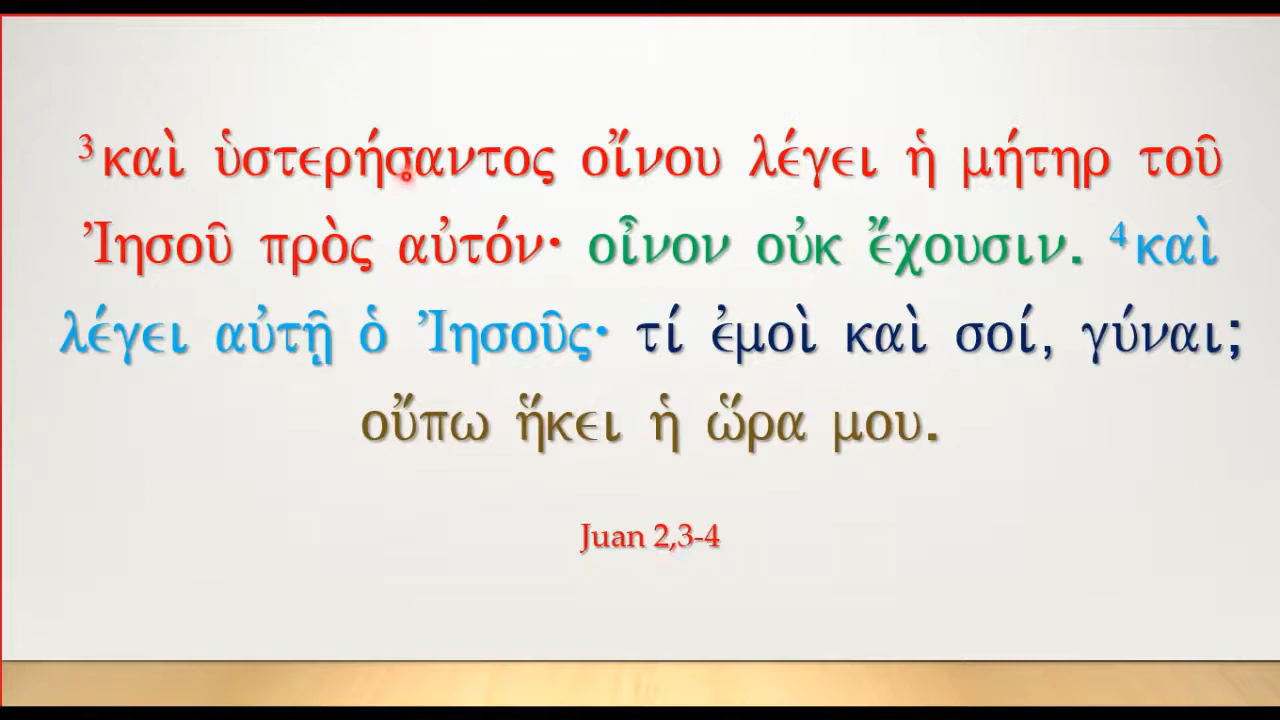 ³καὶ ὑστερήσαντος οἴνου λέγει ἡ μήτηρ τοῦ
Ἰησοῦ πρὸς αὐτόν· οἶνον οὐκ ἔχουσιν. ⁴καὶ
λέγει αὐτῇ ὁ Ἰησοῦς· τί ἐμοὶ καὶ σοί, γύναι;
οὔπω ἥκει ἡ ὥρα μου.
Juan 2,3-4